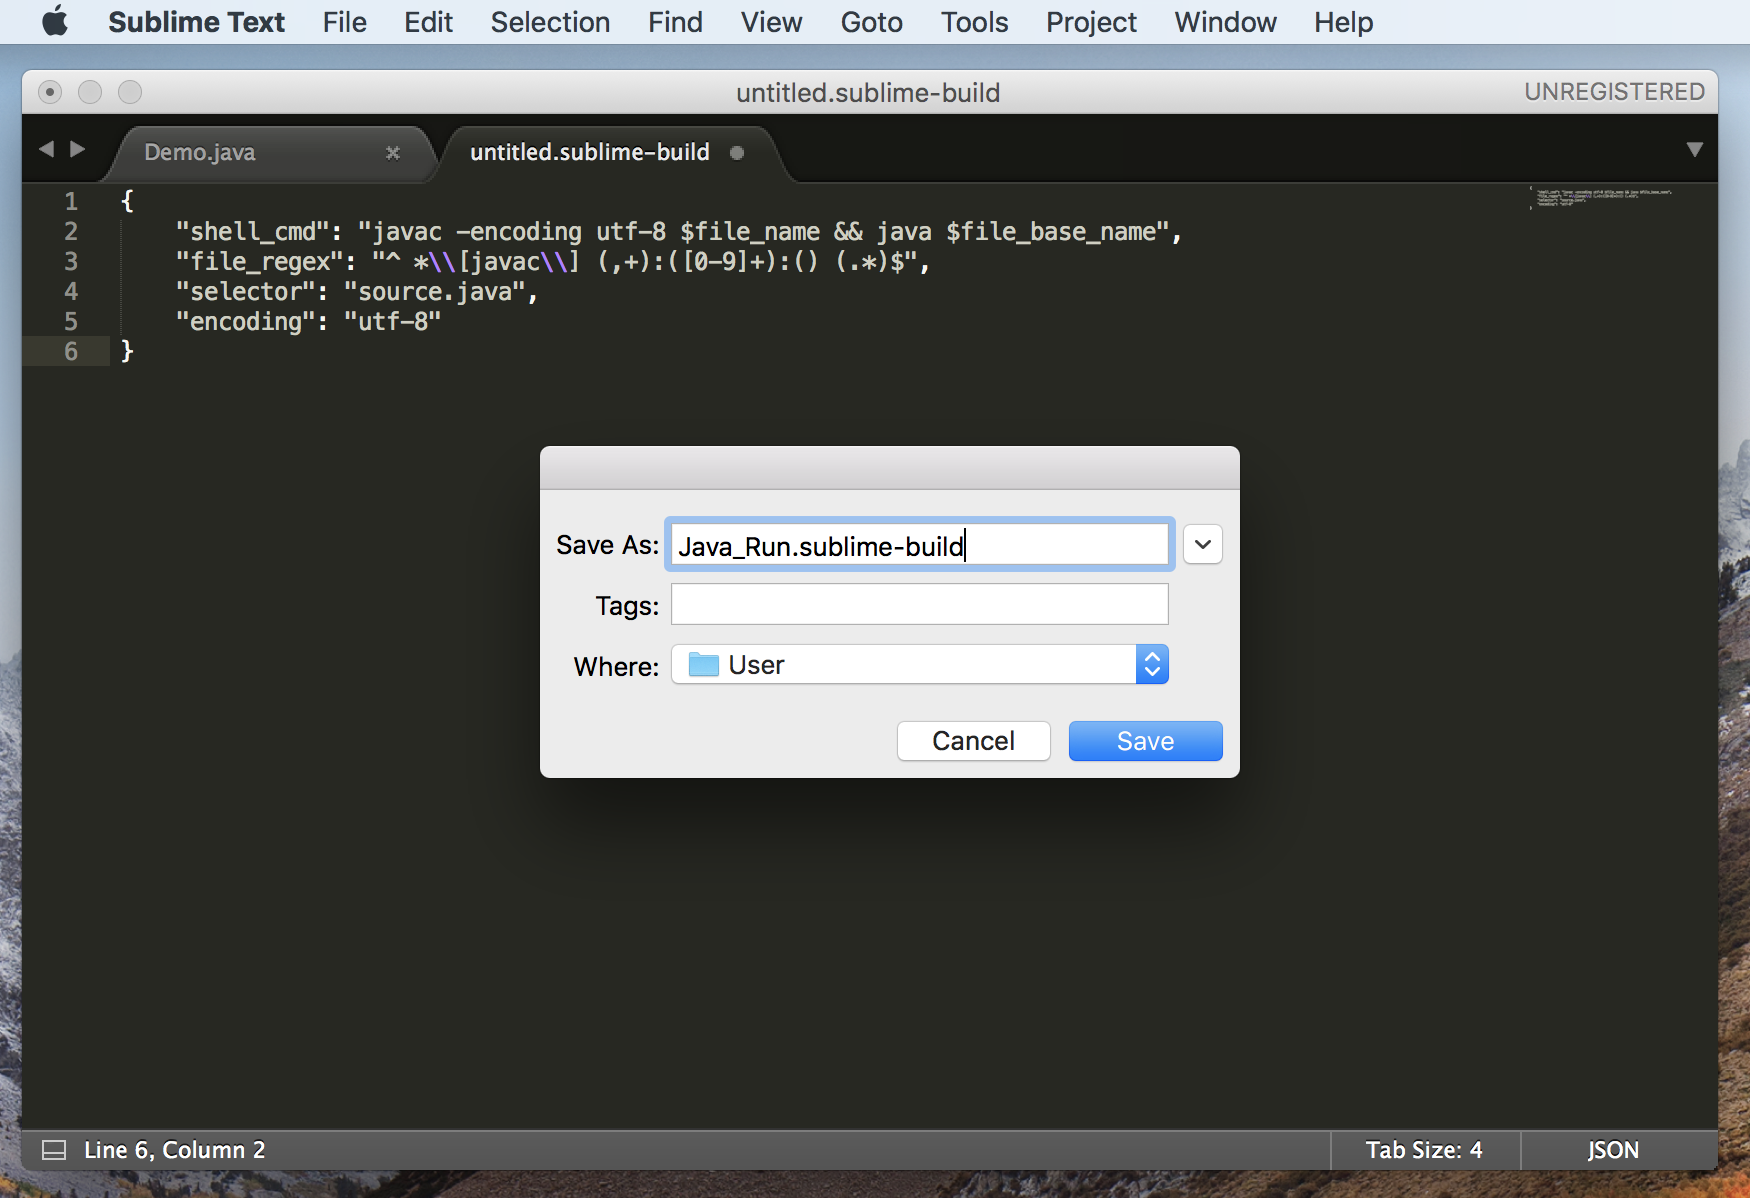 Sublime Text File Edit Selection Find View Goto Tools Project Window Help
untitled.sublime-build UNREGISTERED
Demo.java untitled.sublime-build
1 {
2 "shell_cmd": "javac -encoding utf-8 $file_name && java $file_base_name",
3 "file_regex": "^ *\\[javac\\] (,+):([0-9]+):() (.*)$",
4 "selector": "source.java",
5 "encoding": "utf-8"
6 }
Save As: Java_Run.sublime-build
Tags:
Where: User
Cancel Save
Line 6, Column 2 Tab Size: 4 JSON